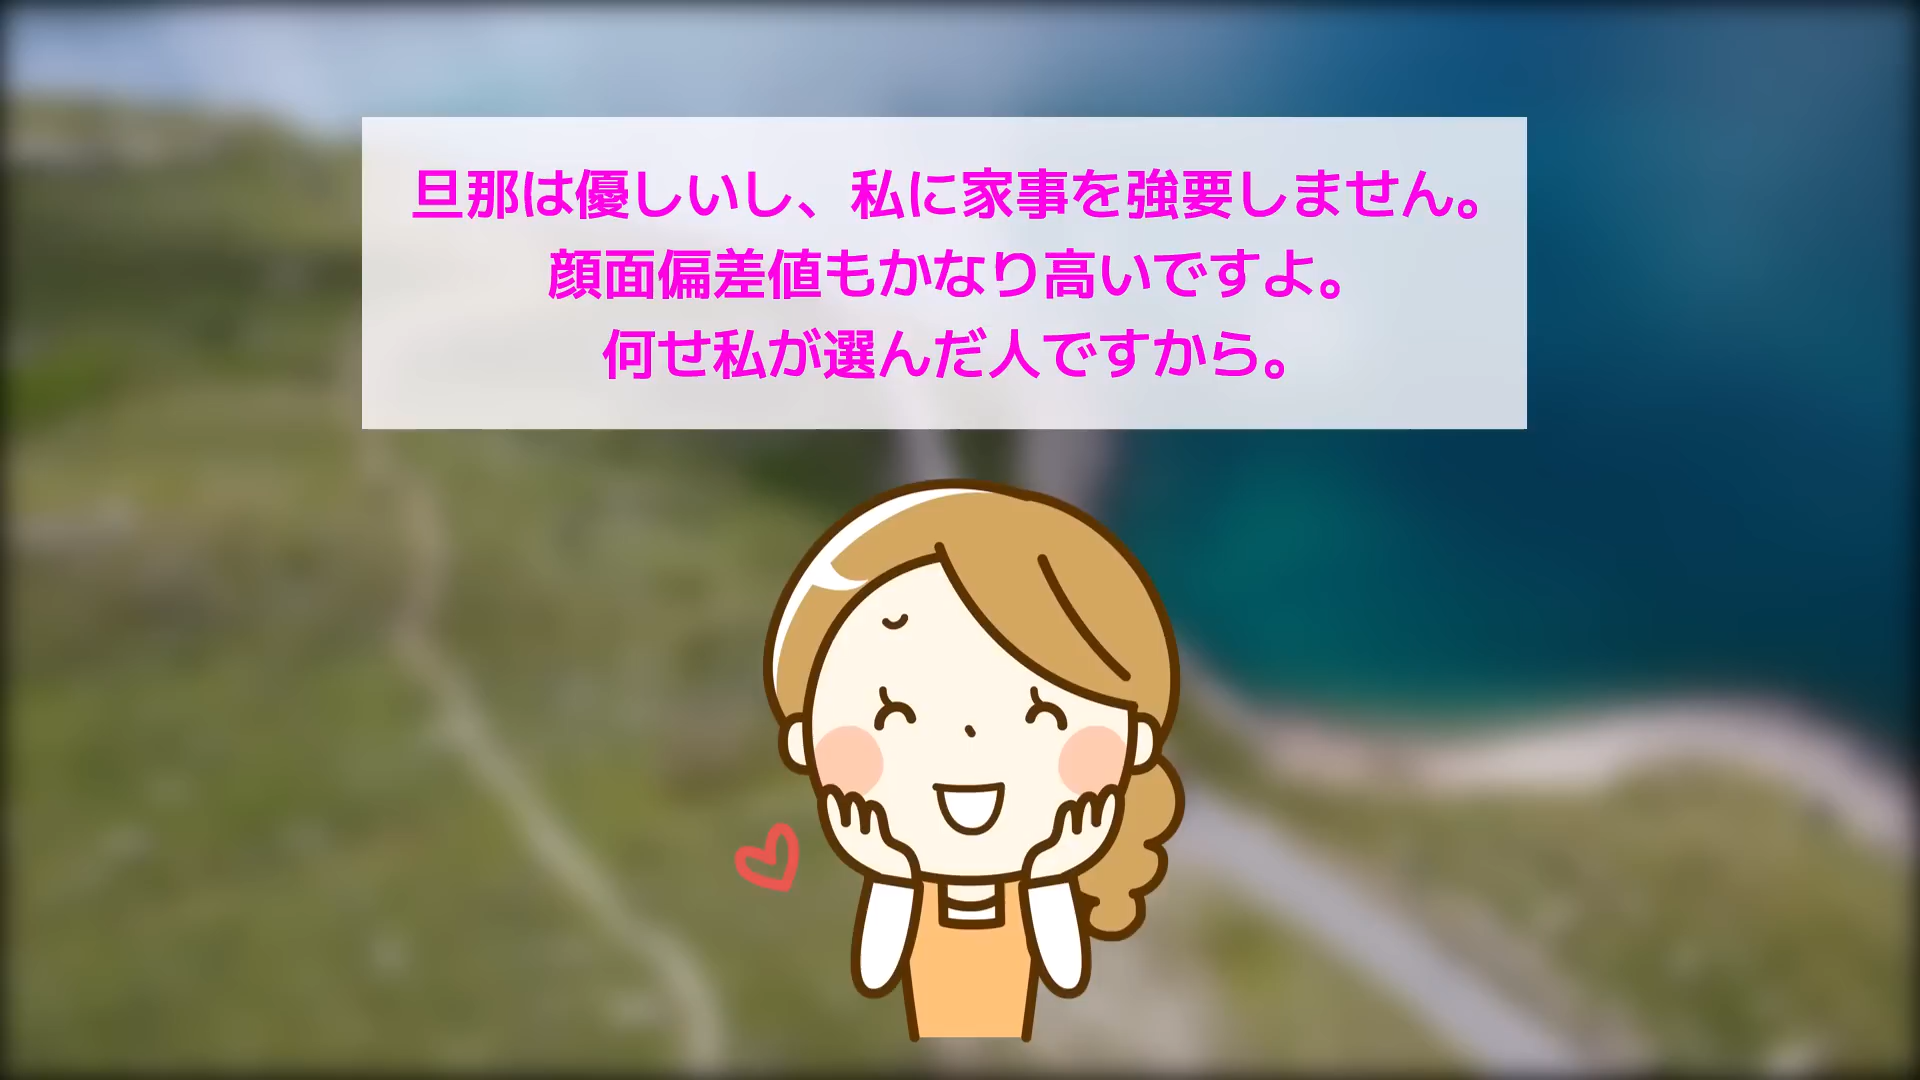 旦那は優しいし、私に家事を強要しません。
顔面偏差値もかなり高いですよ。
何せ私が選んだ人ですから。